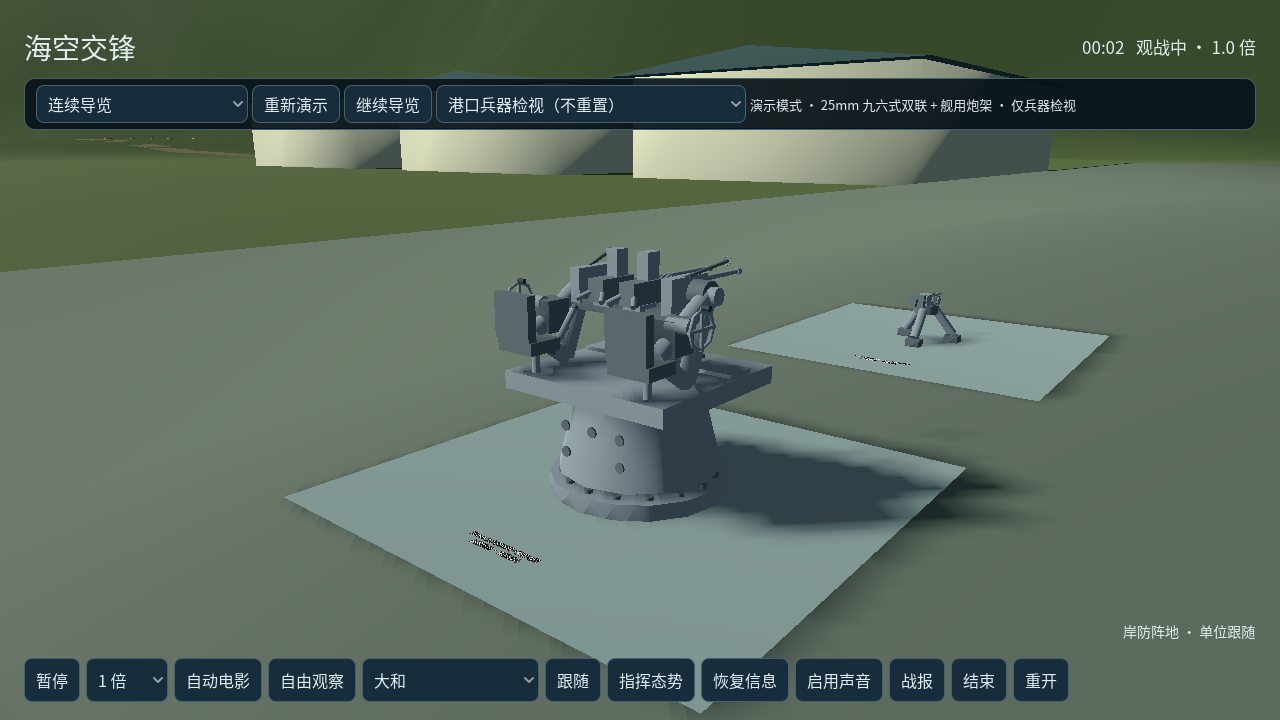 海空交锋
00:02 观战中 · 1.0 倍
连续导览 重新演示 继续导览 港口兵器检视（不重置） 演示模式 · 25mm 九六式双联 + 舰用炮架 · 仅兵器检视
岸防阵地 · 单位跟随
暂停 1 倍 自动电影 自由观察 大和 跟随 指挥态势 恢复信息 启用声音 战报 结束 重开